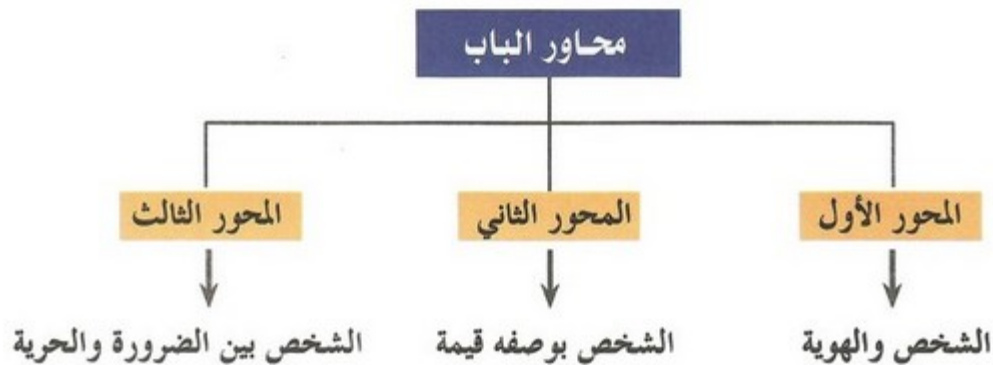 محاور الباب
المحور الأول
المحور الثاني
المحور الثالث
الشخص والهوية
الشخص بوصفه قيمة
الشخص بين الضرورة والحرية